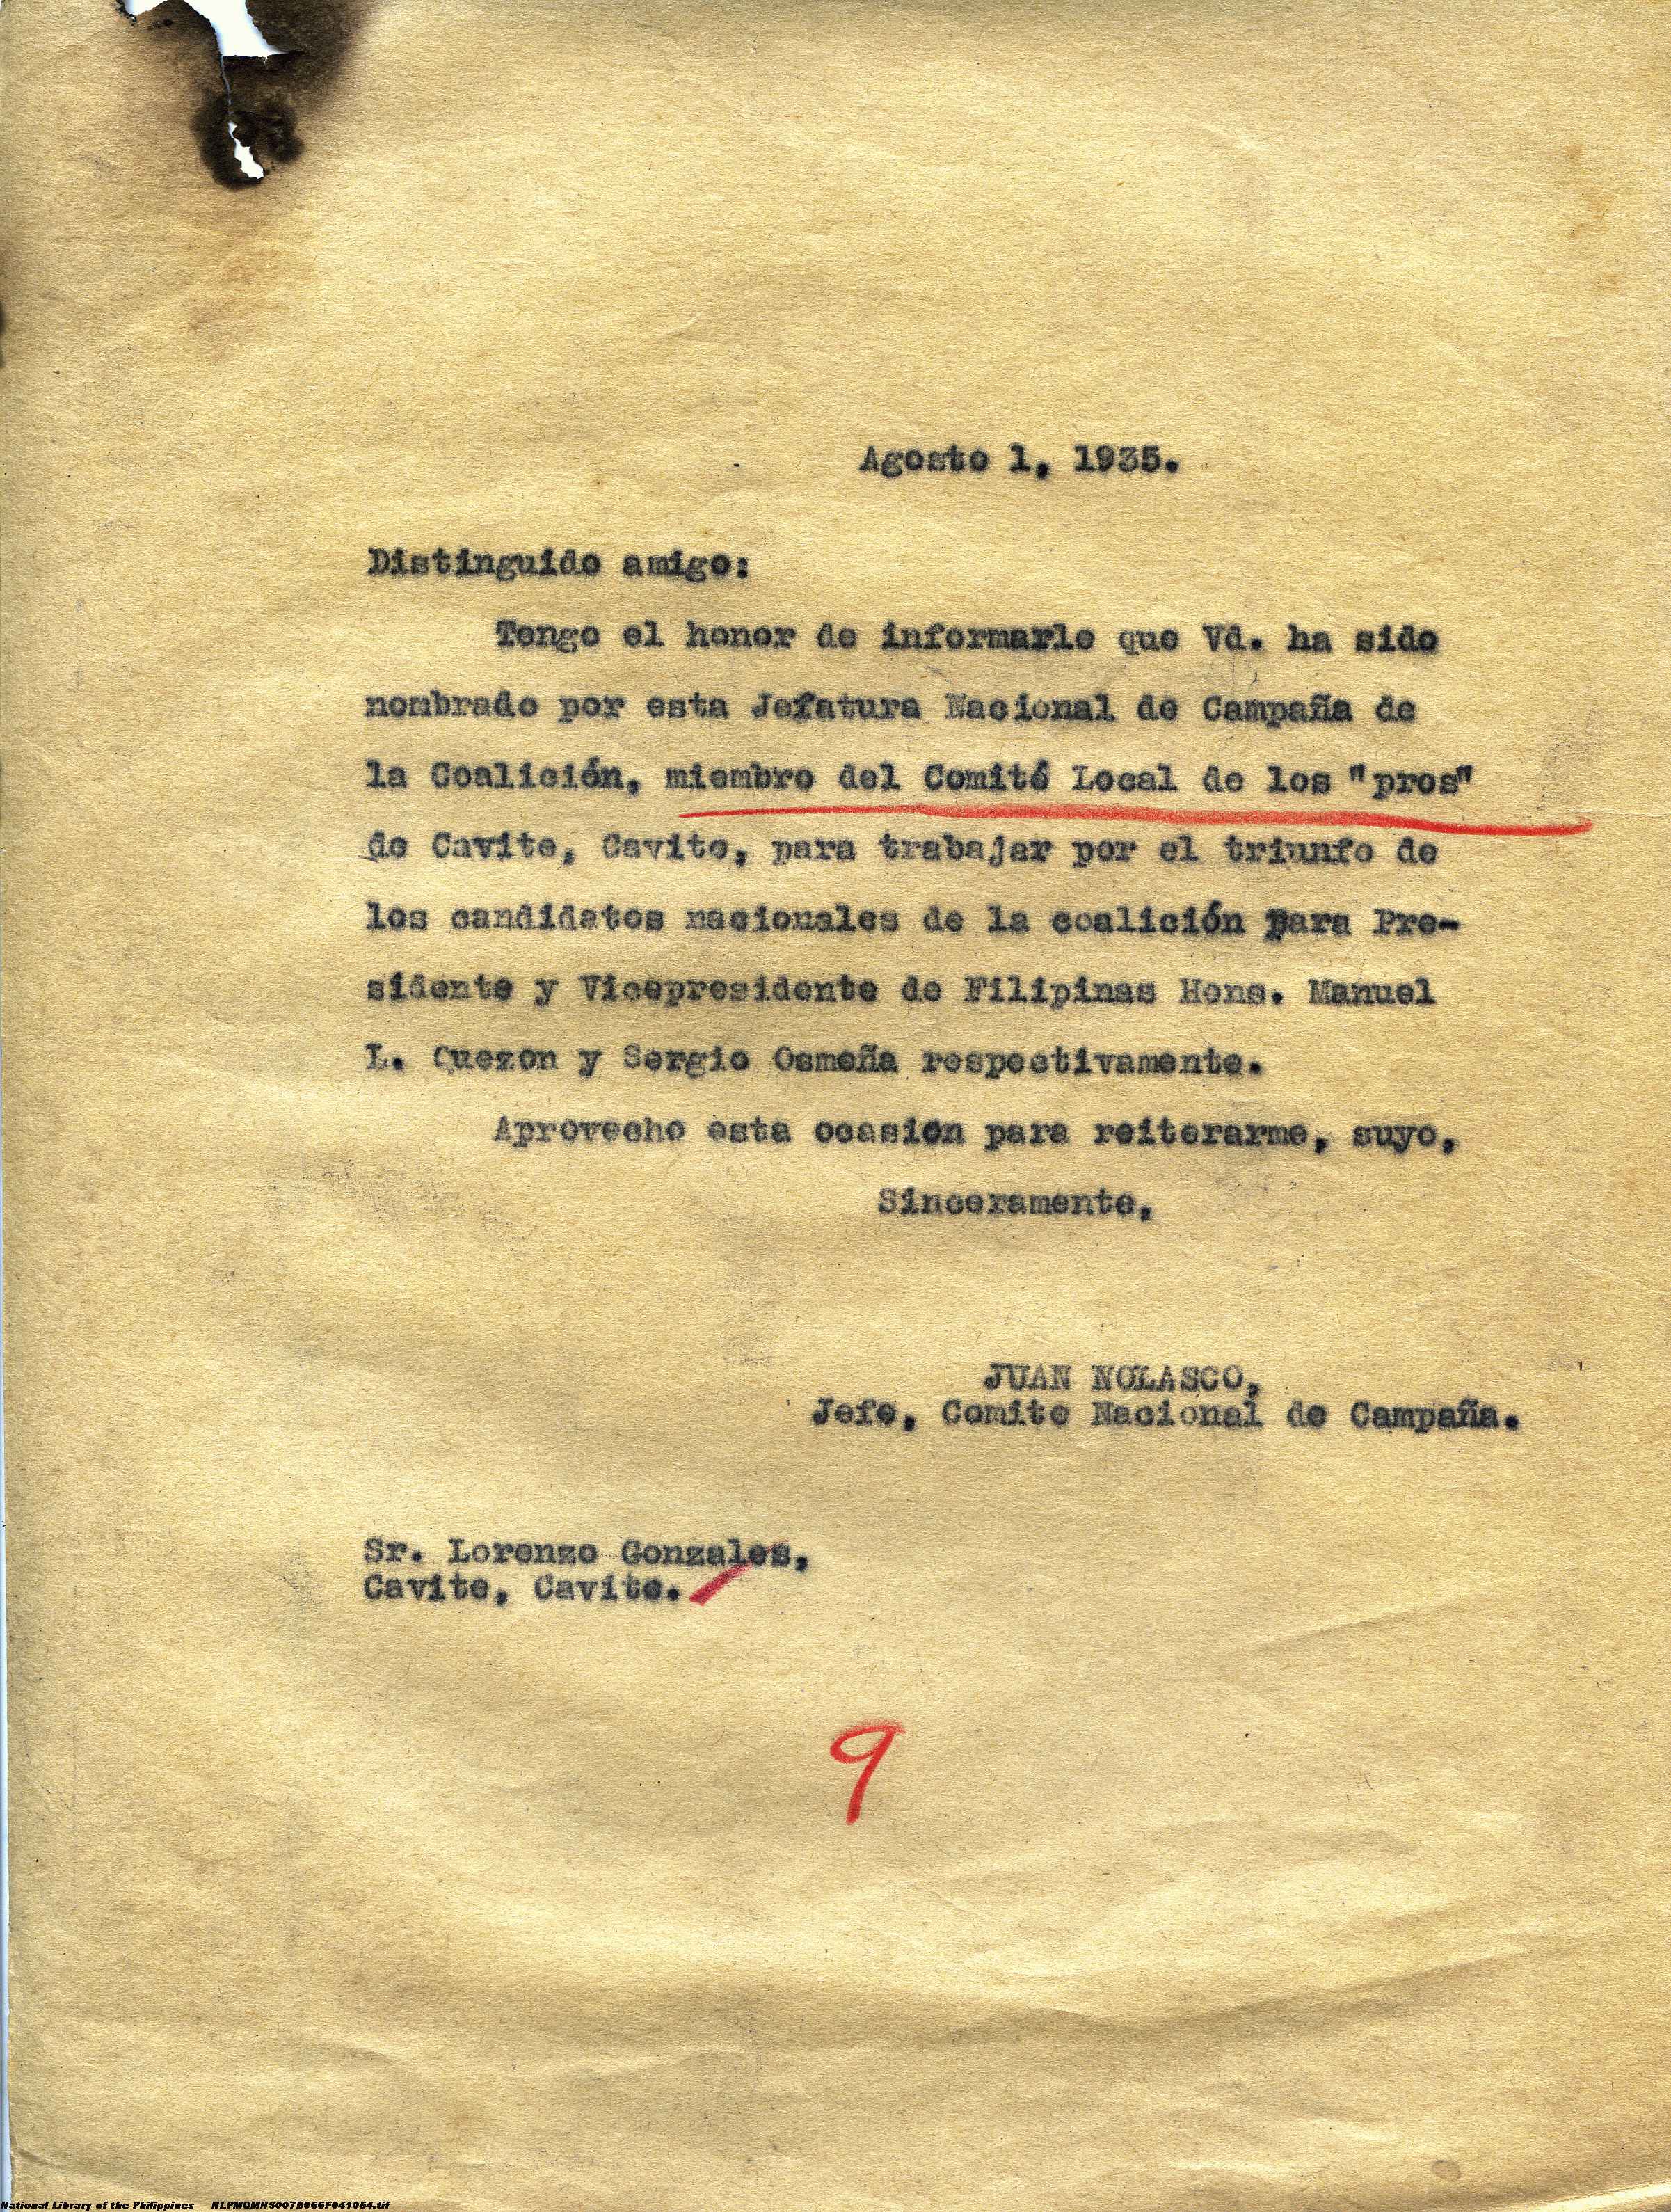 Agosto 1, 1935.
Distinguido amigo:
Tengo el honor de informarle que Vd. ha sido
nombrado por esta Jefatura Nacional de Campaña de
la Coalición, miembro del Comité Local de los "pros"
de Cavite, Cavite, para trabajar por el triunfo de
los candidatos nacionales de la coalición para Pre-
sidente y Vicepresidente de Filipinas Hons. Manuel
L. Quezon y Sergio Osmeña respectivamente.
Aprovecho esta ocasion para reiterarme, suyo,
Sinceramente,
JUAN NOLASCO,
Jefe, Comite Nacional de Campaña.
Sr. Lorenzo Gonzales,
Cavite, Cavite.
9
National Library of the Philippines NLPMQMNS007B066F041054.tif